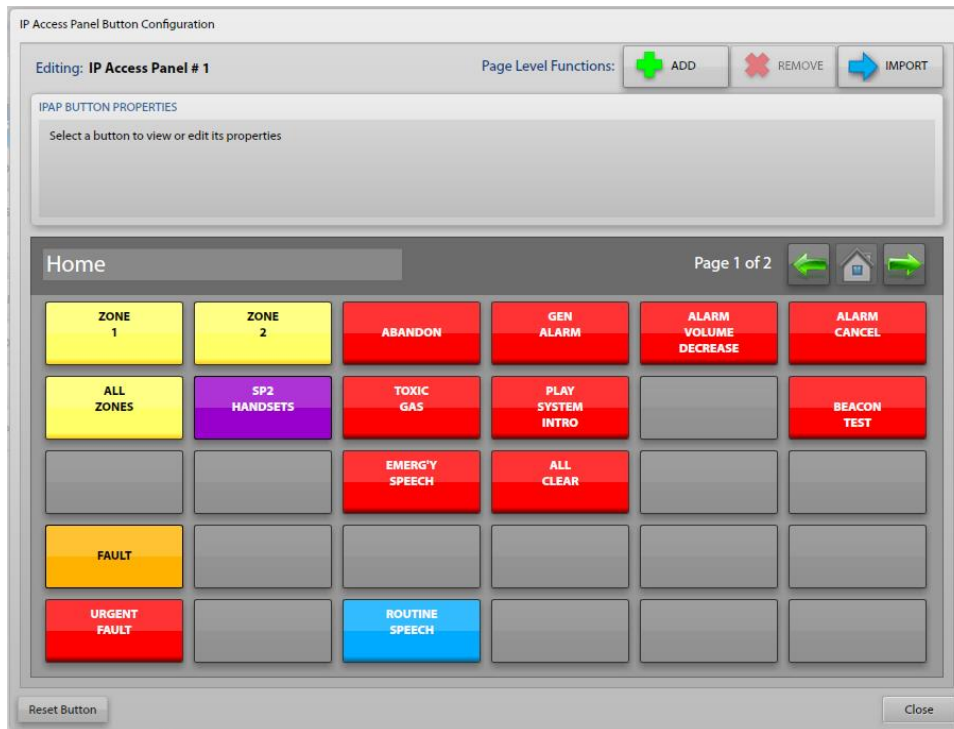 IP Access Panel Button Configuration
Editing: IP Access Panel # 1
Page Level Functions:
ADD
REMOVE
IMPORT
IPAP BUTTON PROPERTIES
Select a button to view or edit its properties
Home
Page 1 of 2
ZONE
1
ZONE
2
ABANDON
GEN
ALARM
ALARM
VOLUME
DECREASE
ALARM
CANCEL
ALL
ZONES
SP2
HANDSETS
TOXIC
GAS
PLAY
SYSTEM
INTRO
BEACON
TEST
EMERG'Y
SPEECH
ALL
CLEAR
FAULT
URGENT
FAULT
ROUTINE
SPEECH
Reset Button
Close